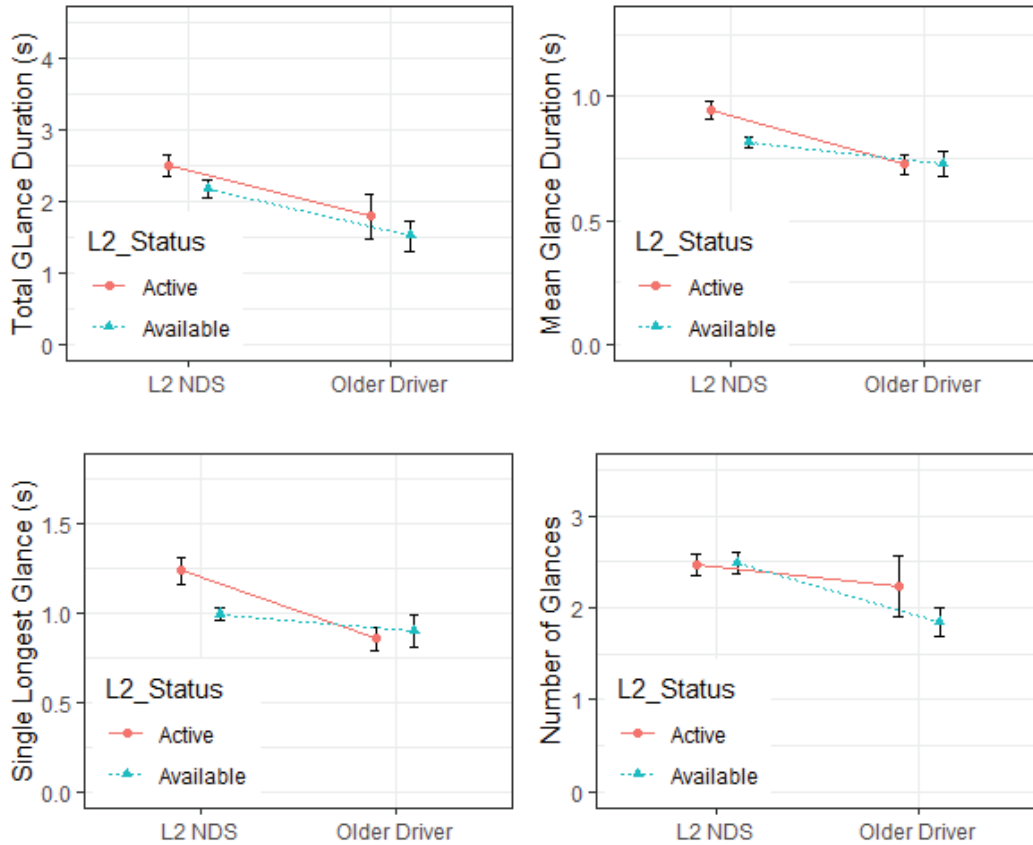 Total GLance Duration (s)
4
3
2
1
0
L2_Status
Active
Available
L2 NDS
Older Driver
Mean Glance Duration (s)
1.0
0.5
0.0
L2_Status
Active
Available
L2 NDS
Older Driver
Single Longest Glance (s)
1.5
1.0
0.5
0.0
L2_Status
Active
Available
L2 NDS
Older Driver
Number of Glances
3
2
1
0
L2_Status
Active
Available
L2 NDS
Older Driver